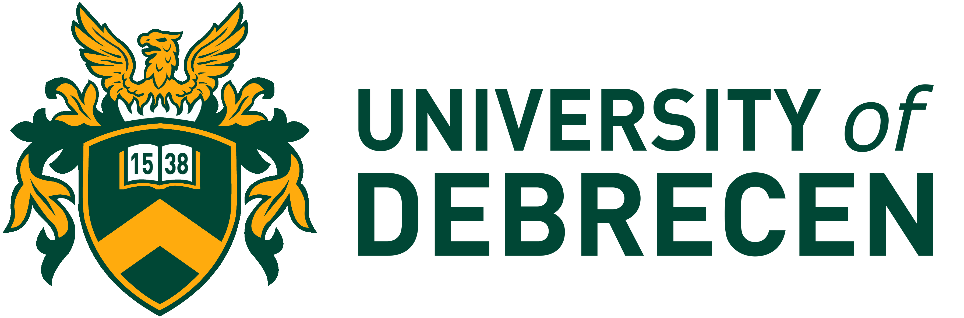 15 38
UNIVERSITY of
DEBRECEN